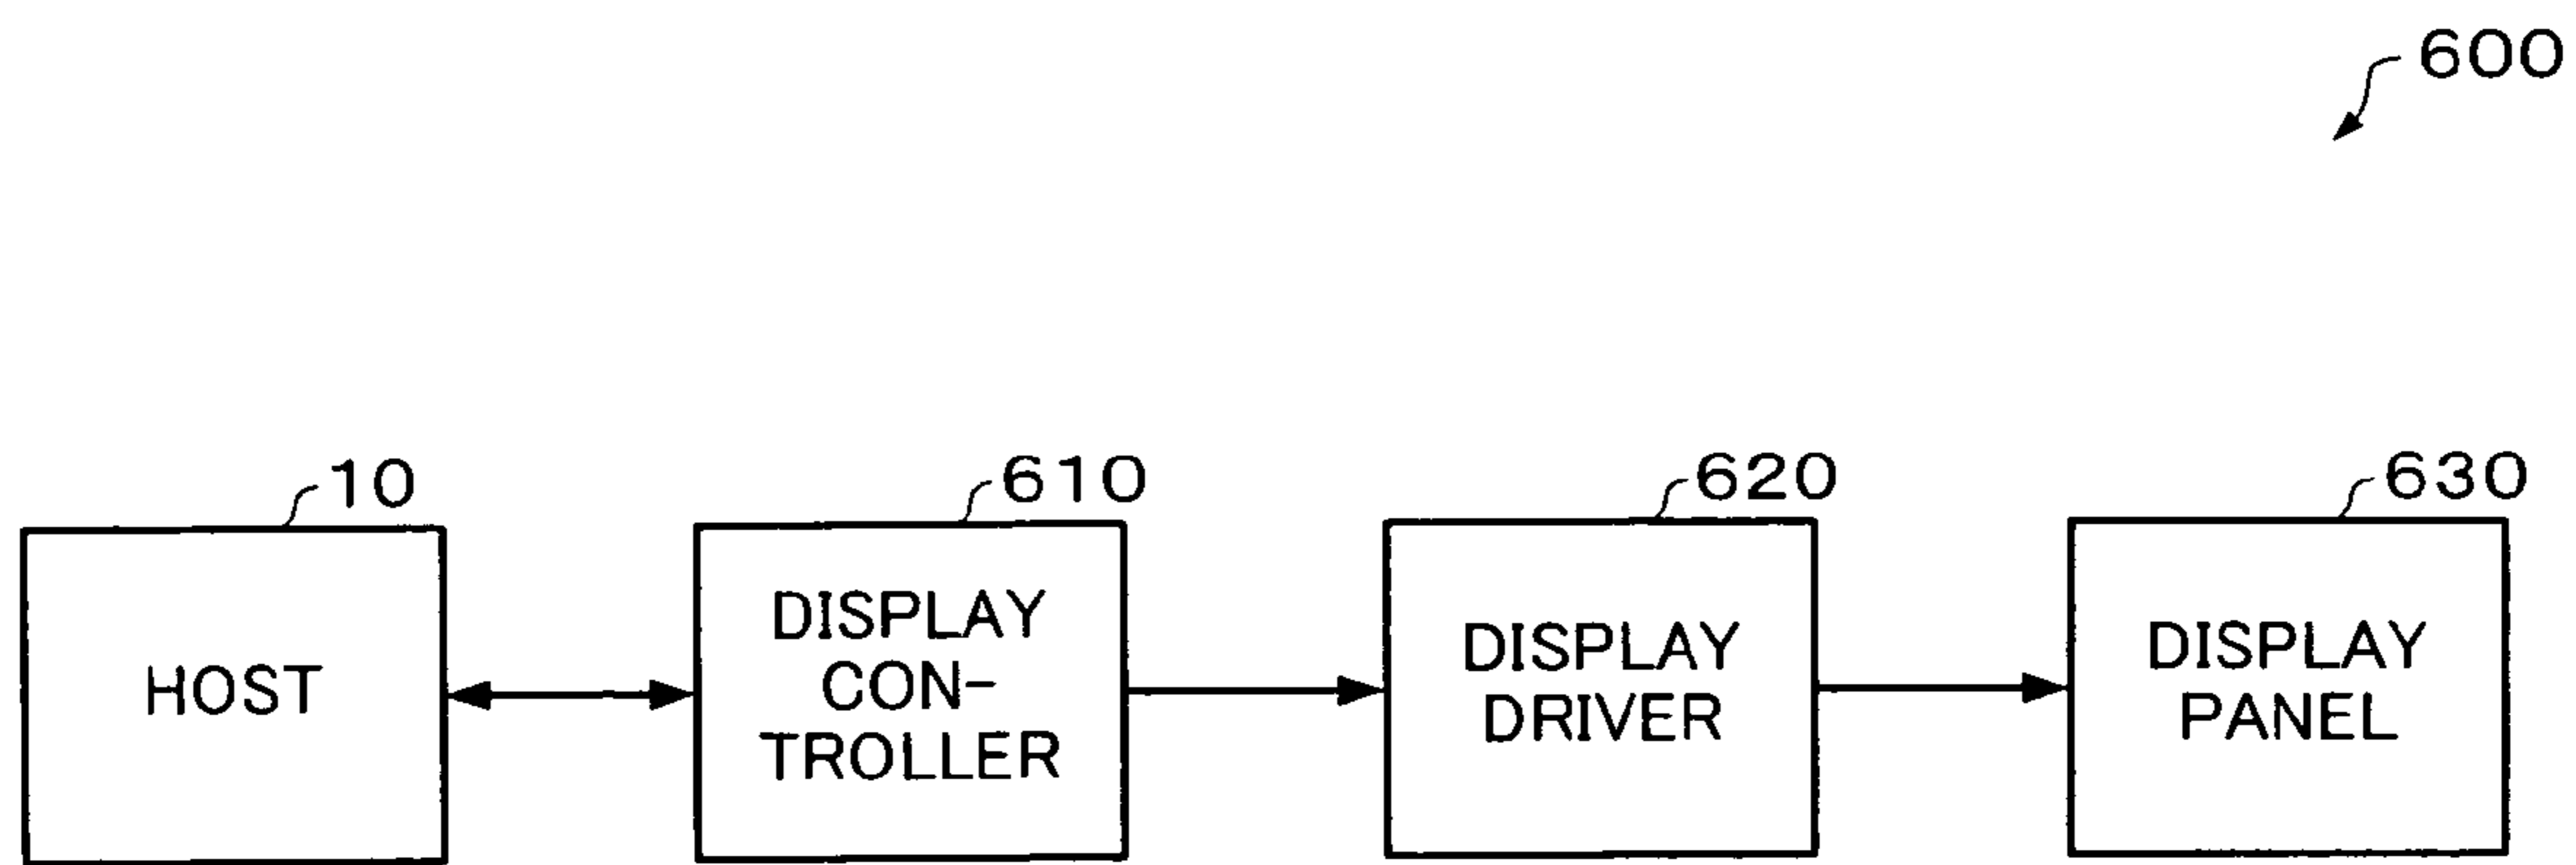 600
10
610
620
630
HOST
DISPLAY
CON-
TROLLER
DISPLAY
DRIVER
DISPLAY
PANEL